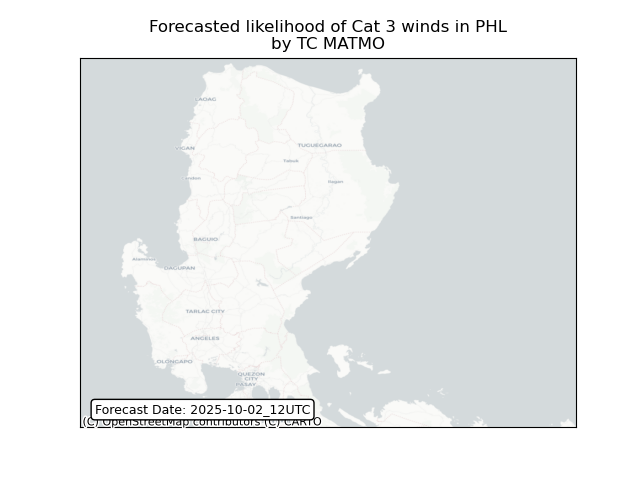 Forecasted likelihood of Cat 3 winds in PHL
by TC MATMO
LAOAG
VIGAN
TUGUEGARAO
Tabuk
Ilagan
Santiago
BAGUIO
Alaminos
DAGUPAN
TARLAC CITY
ANGELES
OLONGAPO
QUEZON
CITY
PASAY
Forecast Date: 2025-10-02_12UTC
(C) OpenStreetMap contributors (C) CARTO